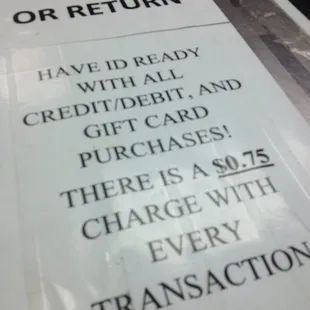 OR RETURN
HAVE ID READY
WITH ALL
CREDIT/DEBIT, AND
GIFT CARD
PURCHASES!
THERE IS A $0.75
CHARGE WITH
EVERY
TRANSACTION